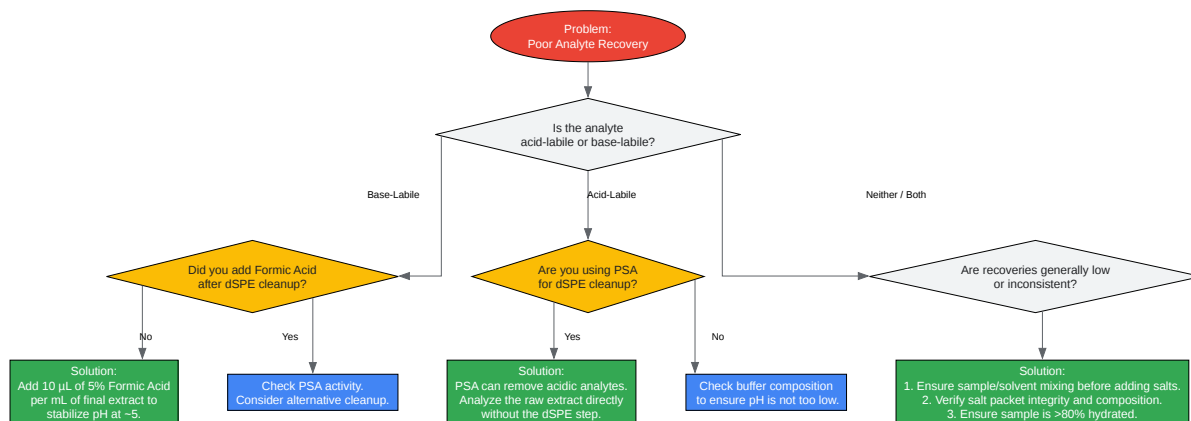 Problem:
Poor Analyte Recovery
Is the analyte
acid-labile or base-labile?
Base-Labile
Acid-Labile
Neither / Both
Did you add Formic Acid
after dSPE cleanup?
Are you using PSA
for dSPE cleanup?
Are recoveries generally low
or inconsistent?
No
Yes
Yes
No
Solution:
Add 10 µL of 5% Formic Acid
per mL of final extract to
stabilize pH at ~5.
Check PSA activity.
Consider alternative cleanup.
Solution:
PSA can remove acidic analytes.
Analyze the raw extract directly
without the dSPE step.
Check buffer composition
to ensure pH is not too low.
Solution:
1. Ensure sample/solvent mixing before adding salts.
2. Verify salt packet integrity and composition.
3. Ensure sample is >80% hydrated.